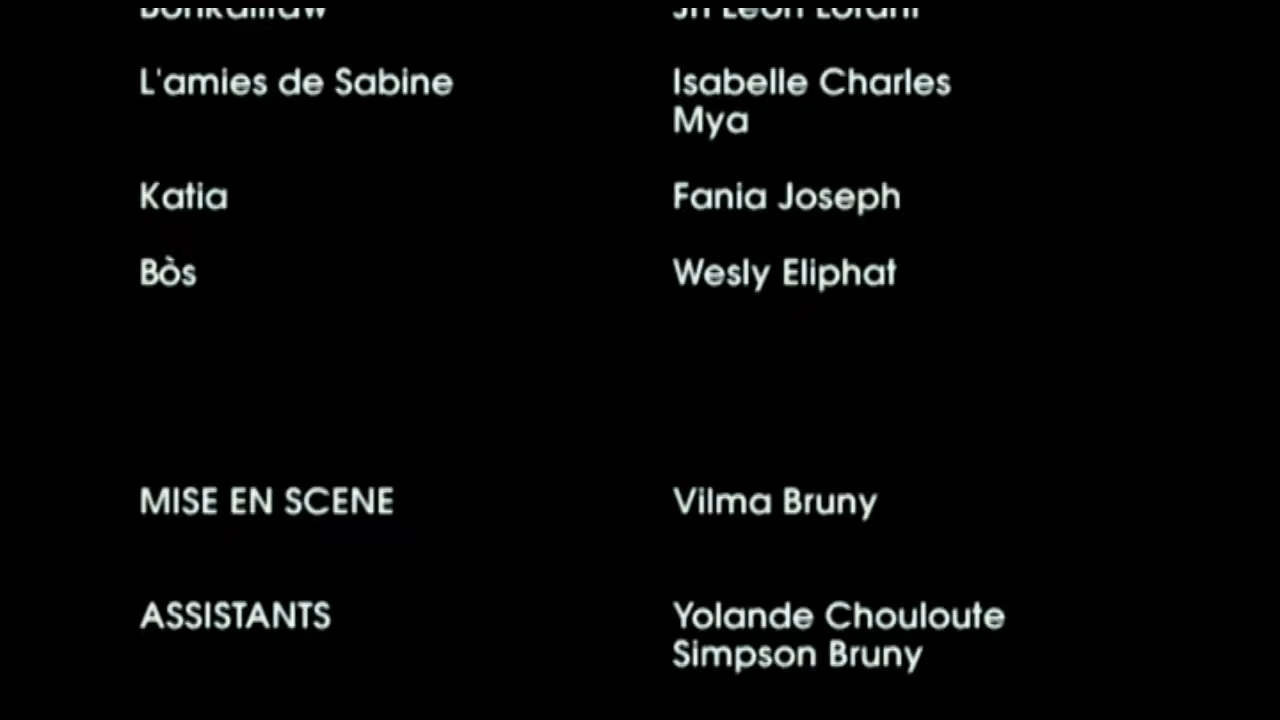 L'amies de Sabine Isabelle Charles
Mya
Katia Fania Joseph
Bòs Wesly Eliphat
MISE EN SCENE Vilma Bruny
ASSISTANTS Yolande Chouloute
Simpson Bruny